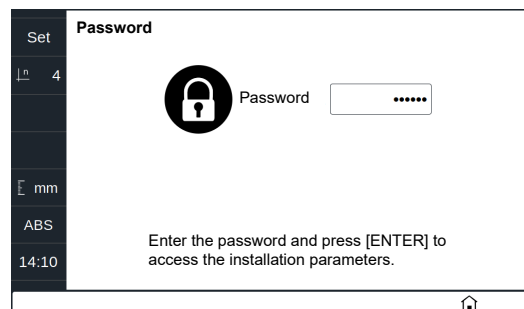 Set
n 4
mm
ABS
14:10
Password
Password ••••••
Enter the password and press [ENTER] to
access the installation parameters.